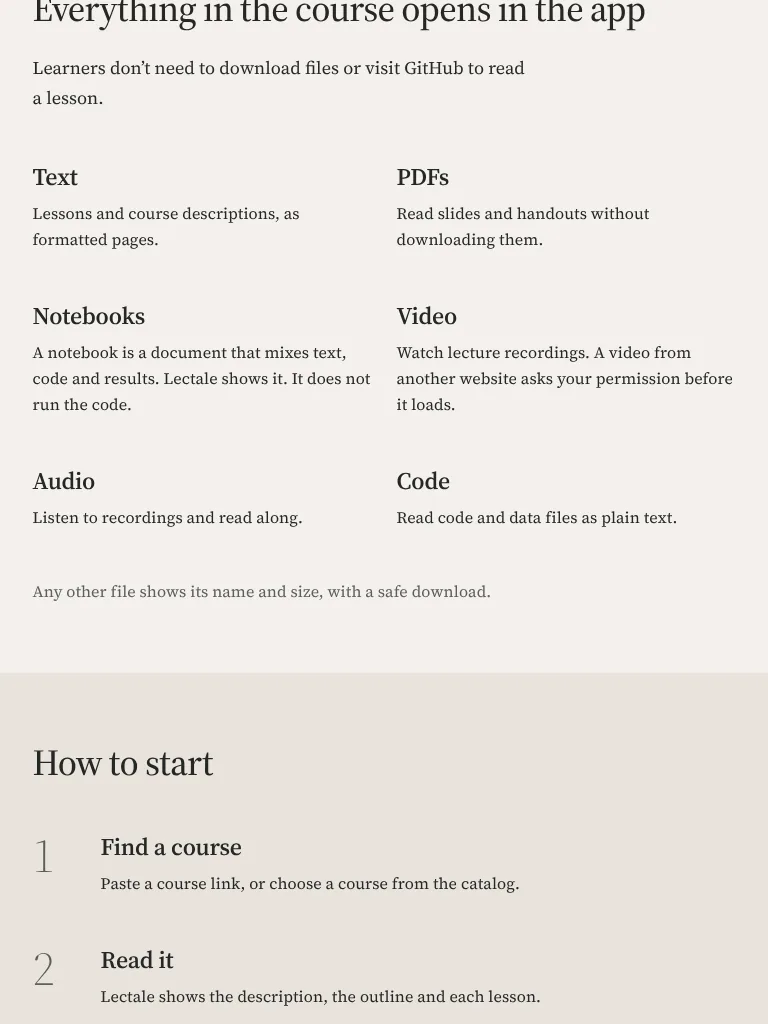 Everything in the course opens in the app
Learners don’t need to download files or visit GitHub to read
a lesson.
Text
Lessons and course descriptions, as
formatted pages.
PDFs
Read slides and handouts without
downloading them.
Notebooks
A notebook is a document that mixes text,
code and results. Lectale shows it. It does not
run the code.
Video
Watch lecture recordings. A video from
another website asks your permission before
it loads.
Audio
Listen to recordings and read along.
Code
Read code and data files as plain text.
Any other file shows its name and size, with a safe download.
How to start
1
Find a course
Paste a course link, or choose a course from the catalog.
2
Read it
Lectale shows the description, the outline and each lesson.